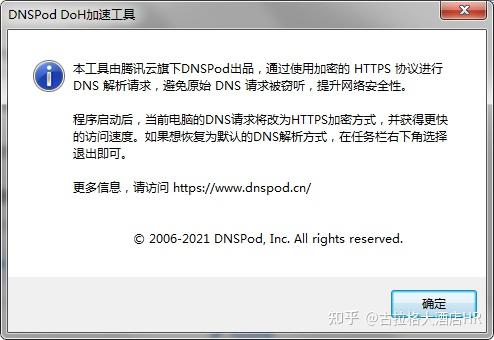 DNSPod DoH加速工具
本工具由腾讯云旗下DNSPod出品，通过使用加密的 HTTPS 协议进行
DNS 解析请求，避免原始 DNS 请求被窃听，提升网络安全性。
程序启动后，当前电脑的DNS请求将改为HTTPS加密方式，并获得更快
的访问速度。如果想恢复为默认的DNS解析方式，在任务栏右下角选择
退出即可。
更多信息，请访问 https://www.dnspod.cn/
© 2006-2021 DNSPod, Inc. All rights reserved.
确定
知乎 @古拉格大酒店HR